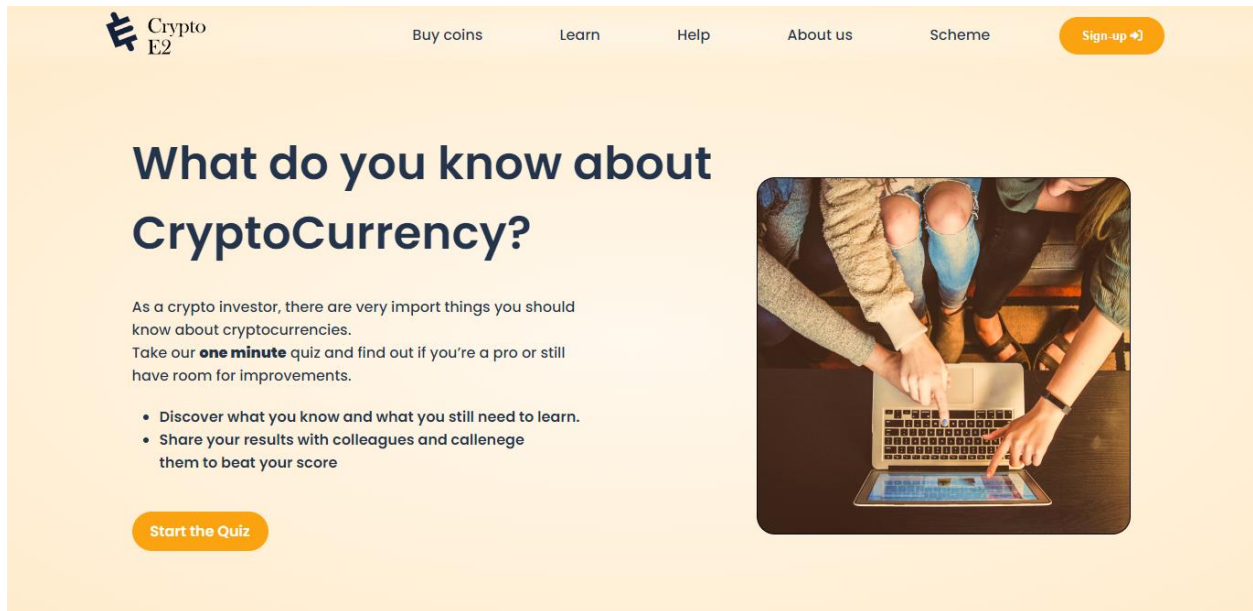 Crypto
E2
Buy coins Learn Help About us Scheme Sign-up
What do you know about
CryptoCurrency?
As a crypto investor, there are very import things you should
know about cryptocurrencies.
Take our one minute quiz and find out if you're a pro or still
have room for improvements.
• Discover what you know and what you still need to learn.
• Share your results with colleagues and callenege
them to beat your score
Start the Quiz